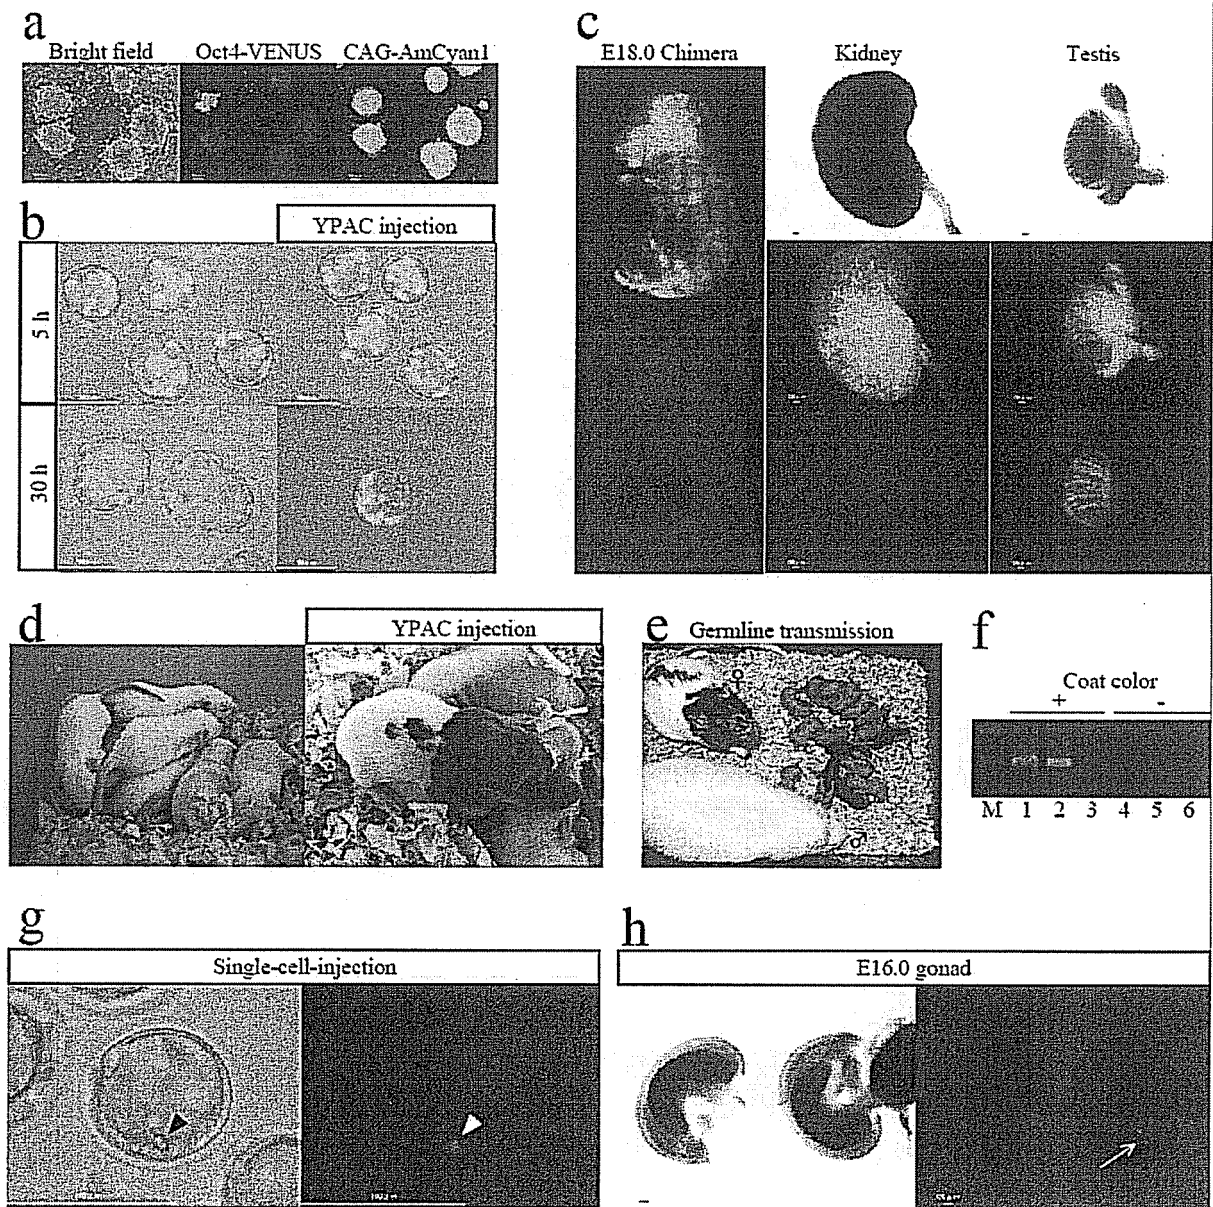 a
Bright field
Oct4-VENUS
CAG-AmCyan1
b
YPAC injection
5 h
30 h
c
E18.0 Chimera
Kidney
Testis
d
YPAC injection
e
Germline transmission
♀
♂
f
Coat color
+ -
M 1 2 3 4 5 6
g
Single-cell-injection
h
E16.0 gonad